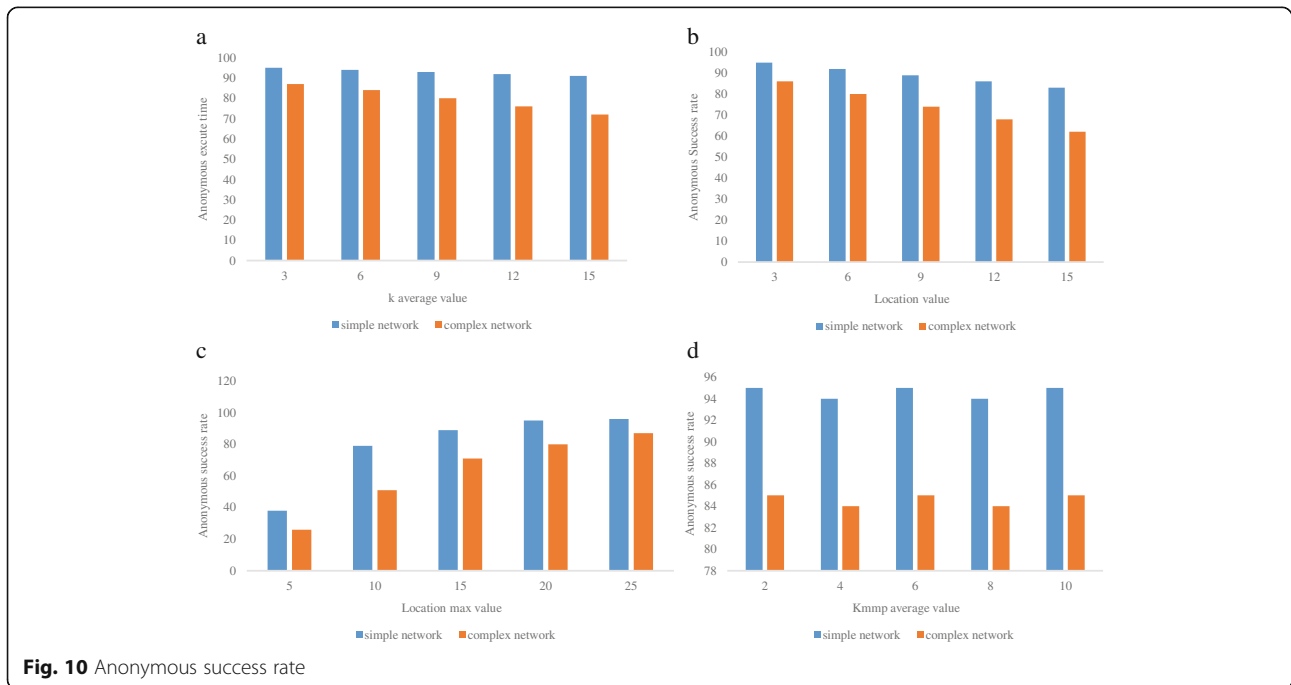 a
100
90
80
70
60
50
40
30
20
10
0
Anonymous excute time
3 6 9 12 15
k average value
simple network complex network
b
100
90
80
70
60
50
40
30
20
10
0
Anonymous Success rate
3 6 9 12 15
Location value
simple network complex network
c
120
100
80
60
40
20
0
Anonymous success rate
5 10 15 20 25
Location max value
simple network complex network
d
96
94
92
90
88
86
84
82
80
78
Anonymous success rate
2 4 6 8 10
Kmmp average value
simple network complex network
Fig. 10 Anonymous success rate